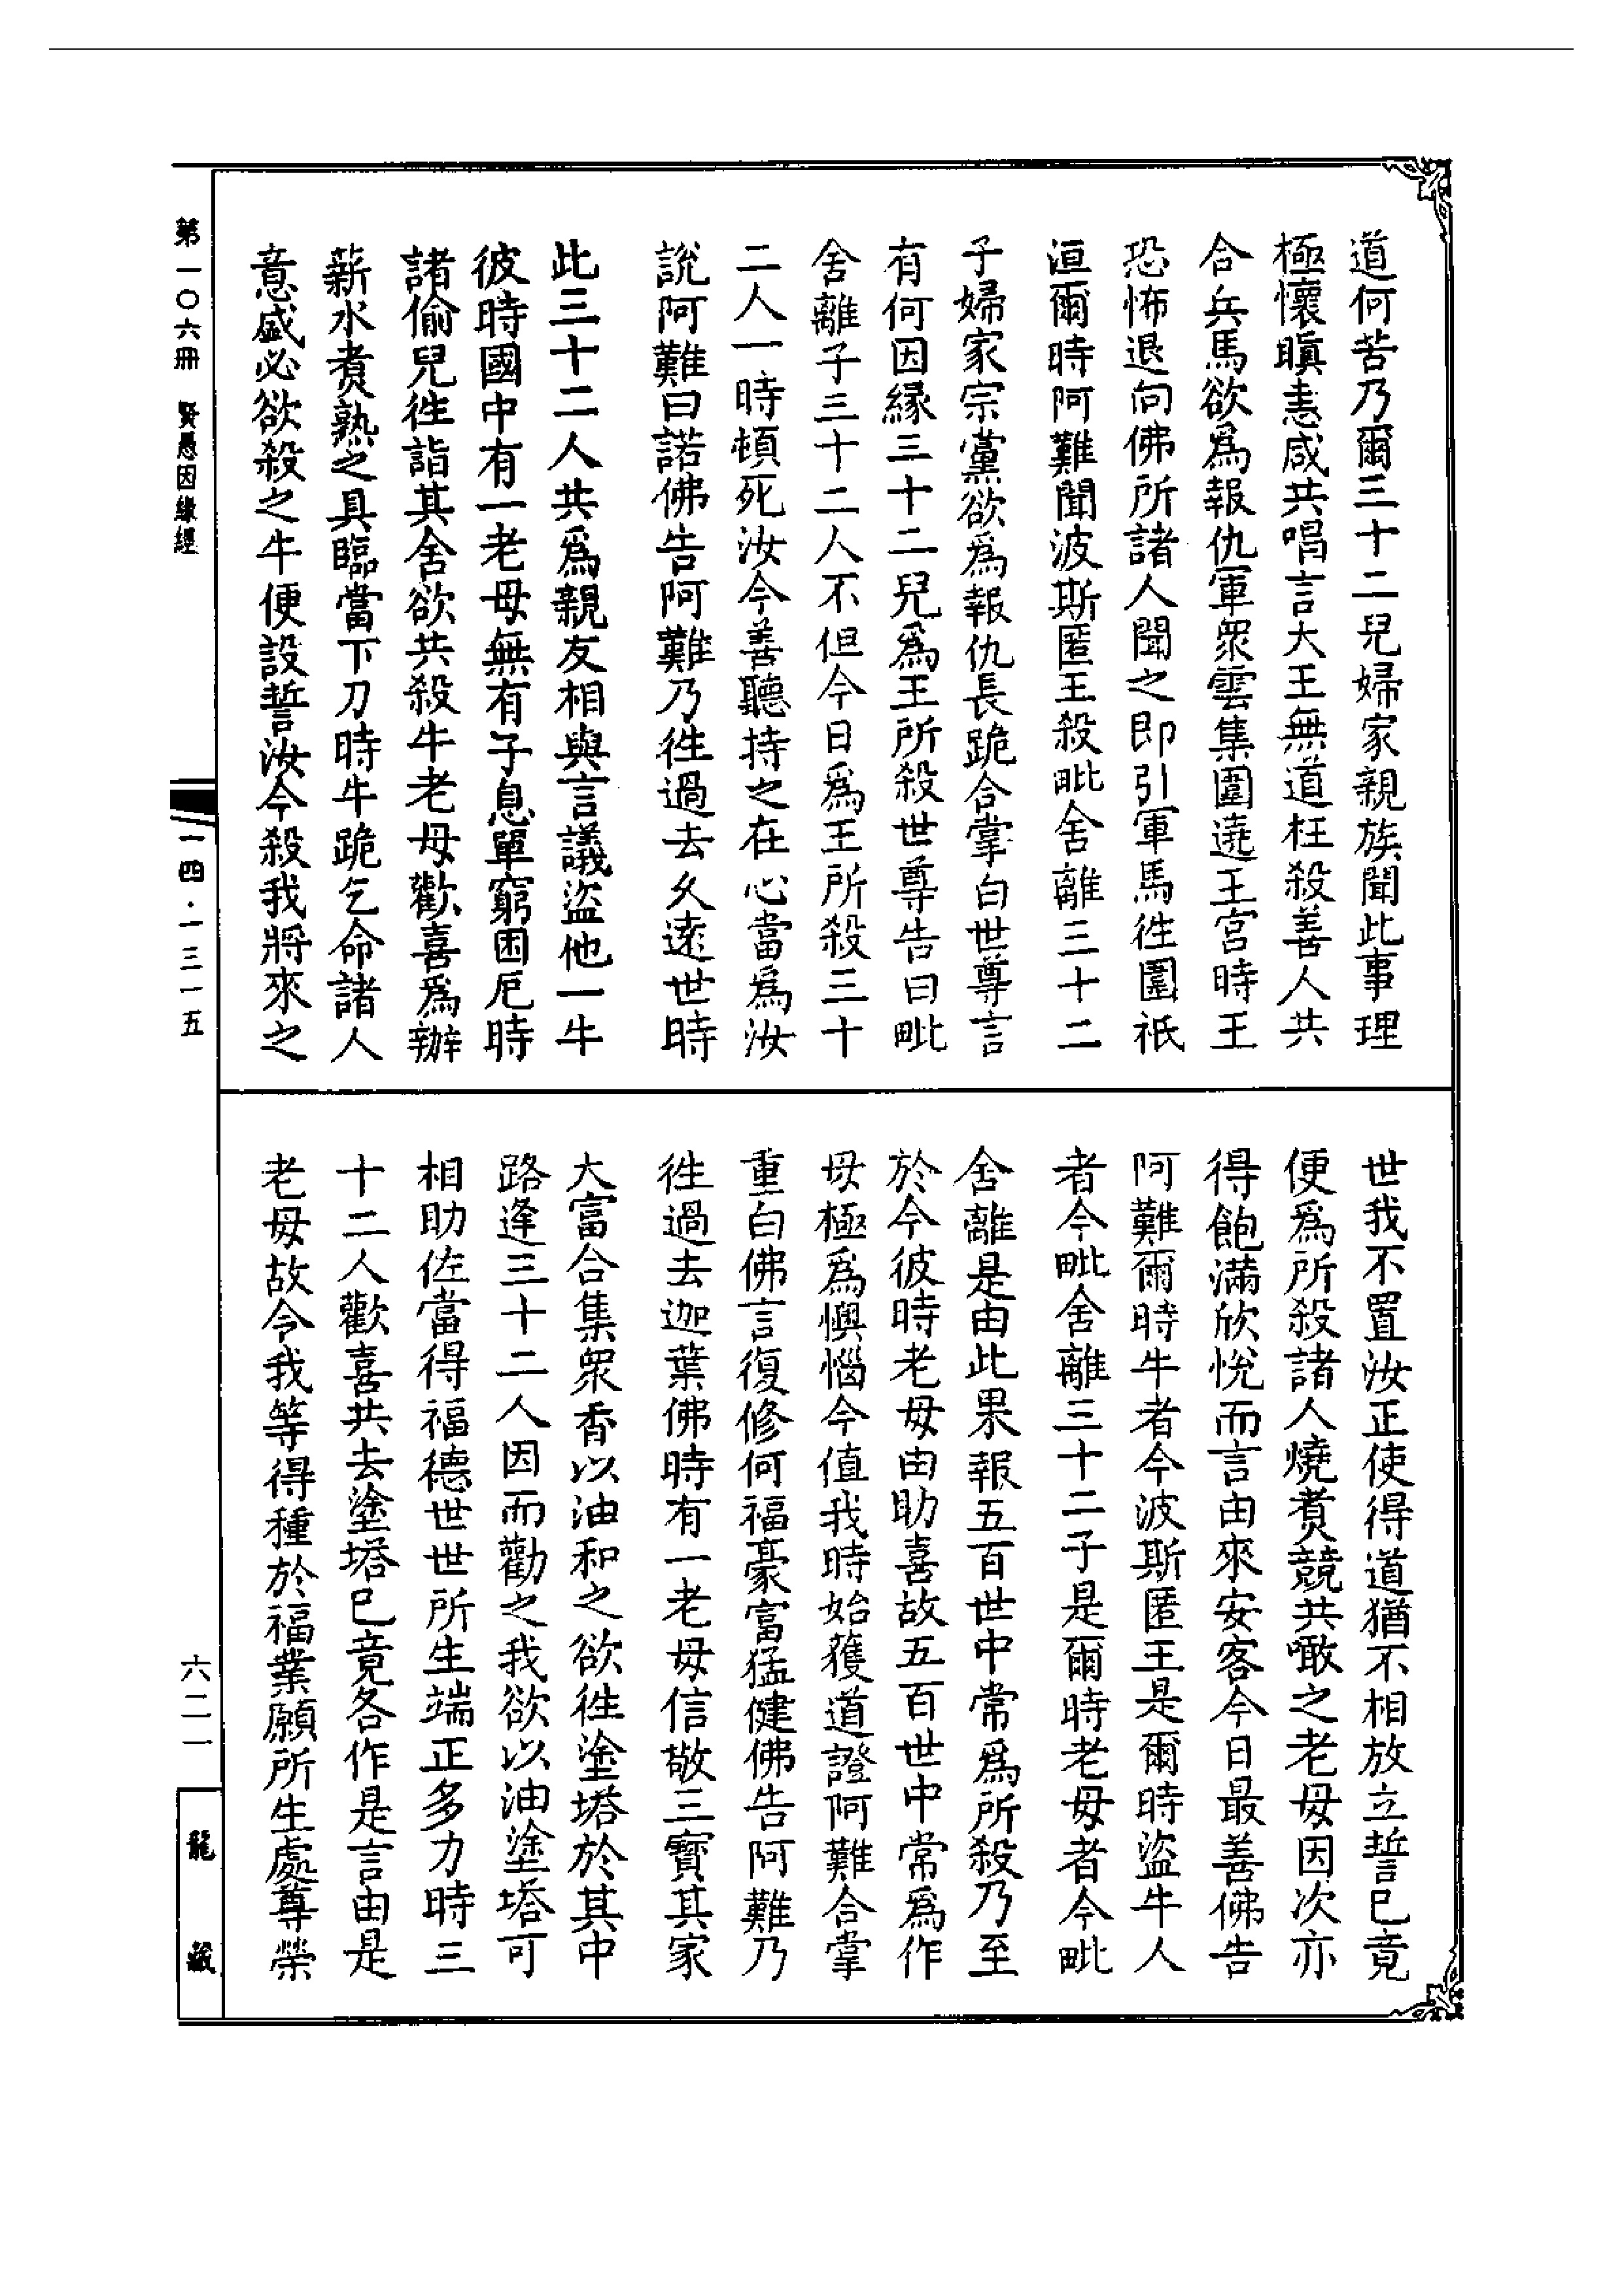 道何苦乃爾三十二兒婦家親族聞此事理
極懷瞋恚咸共唱言大王無道枉殺善人共
合兵馬欲爲報仇軍衆雲集圍遶王宮時王
恐怖退向佛所諸人聞之即引軍馬徃圍祇
洹爾時阿難聞波斯匿王殺毗舍離三十二
子婦家宗黨欲爲報仇長跪合掌白世尊言
有何因縁三十二兒爲王所殺世尊告曰毗
舍離子三十二人不但今日爲王所殺三十
二人一時頓死汝今善聽持之在心當爲汝
說阿難曰諾佛告阿難乃徃過去久遠世時
此三十二人共爲親友相與言議盜他一牛
彼時國中有一老母無有子息單窮困厄時
諸偷兒徃詣其舍欲共殺牛老母歡喜爲辦
薪水煑熟之具臨當下刀時牛跪乞命諸人
意盛必欲殺之牛便設誓汝今殺我將來之
世我不置汝正使得道猶不相放立誓已竟
便爲所殺諸人燒煑競共噉之老母因次亦
得飽滿欣悅而言由來安客今日最善佛告
阿難爾時牛者今波斯匿王是爾時盜牛人
者今毗舍離三十二子是爾時老母者今毗
舍離是由此果報五百世中常爲所殺乃至
於今彼時老母由助喜故五百世中常爲作
母極爲懊惱今值我時始獲道證阿難合掌
重白佛言復修何福豪富猛健佛告阿難乃
徃過去迦葉佛時有一老母信敬三寶其家
大富合集衆香以油和之欲徃塗塔於其中
路逢三十二人因而勸之我欲以油塗塔可
相助佐當得福德世世所生端正多力時三
十二人歡喜共去塗塔已竟各作是言由是
老母故令我等得種於福業願所生處尊榮
第一〇六冊 賢愚因緣經
一四·一三一五
六二一
龍藏